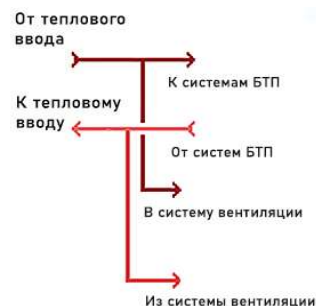 От теплового
ввода
К системам БТП
К тепловому
вводу
От систем БТП
В систему вентиляции
Из системы вентиляции